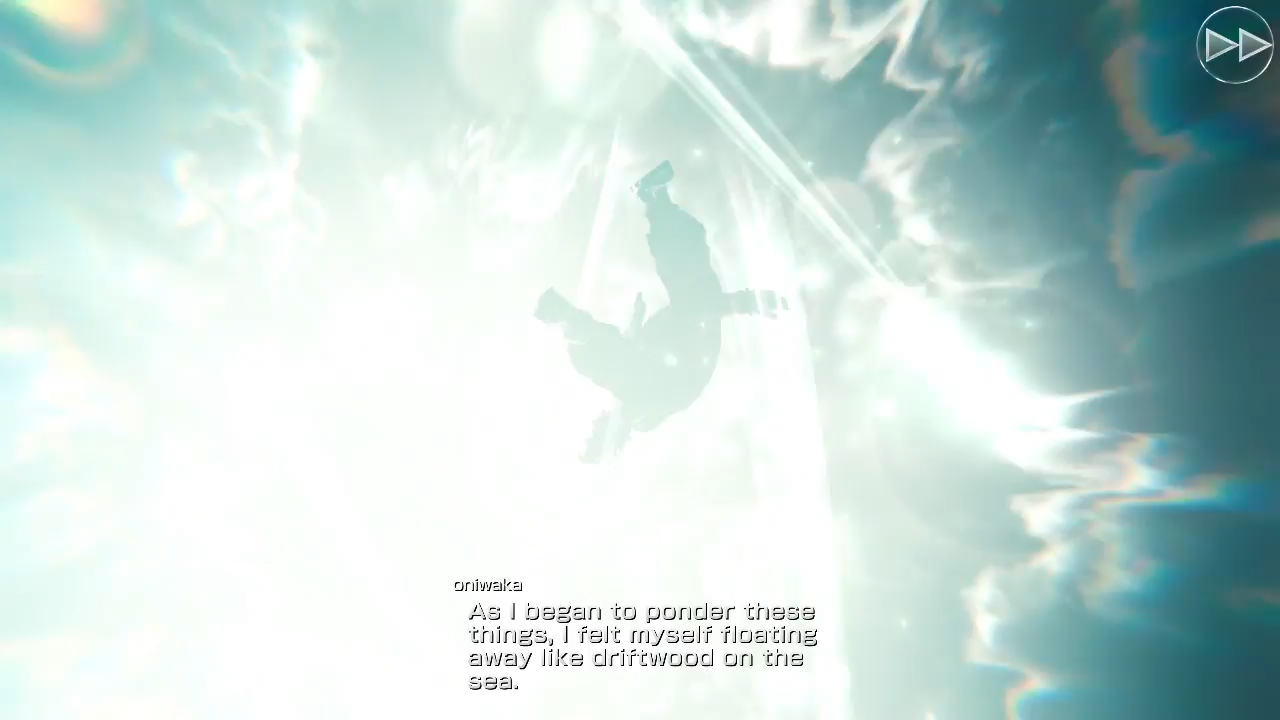 oniwaka
As I began to ponder these
things, I felt myself floating
away like driftwood on the
sea.